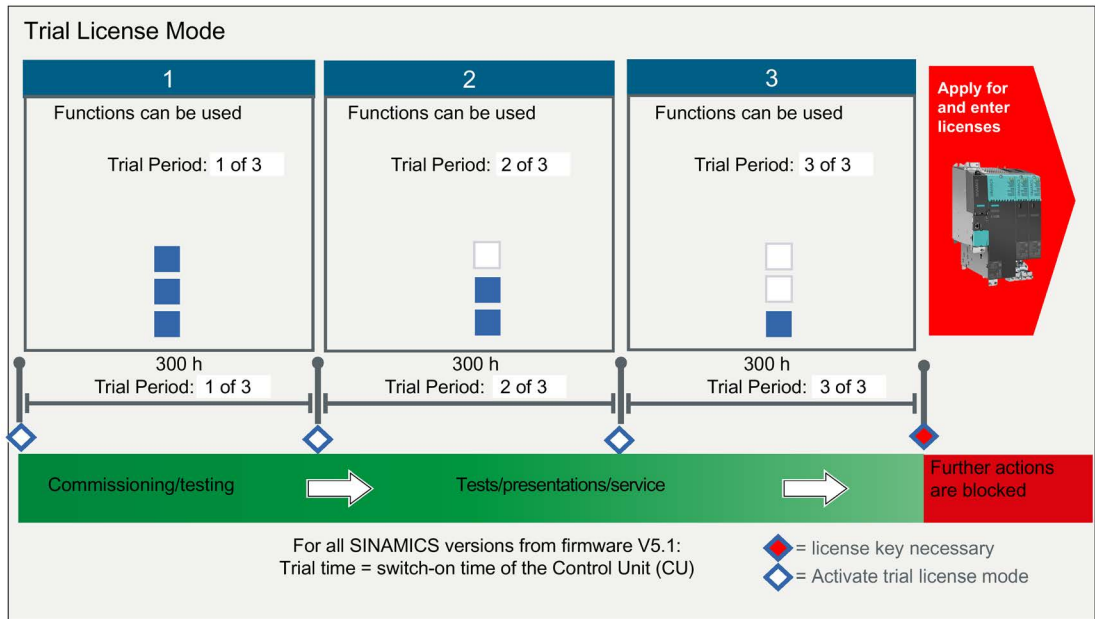 Trial License Mode
1
2
3
Apply for
and enter
licenses
Functions can be used
Functions can be used
Functions can be used
Trial Period: 1 of 3
Trial Period: 2 of 3
Trial Period: 3 of 3
300 h
300 h
300 h
Trial Period: 1 of 3
Trial Period: 2 of 3
Trial Period: 3 of 3
Commissioning/testing
Tests/presentations/service
Further actions
are blocked
For all SINAMICS versions from firmware V5.1:
Trial time = switch-on time of the Control Unit (CU)
= license key necessary
= Activate trial license mode